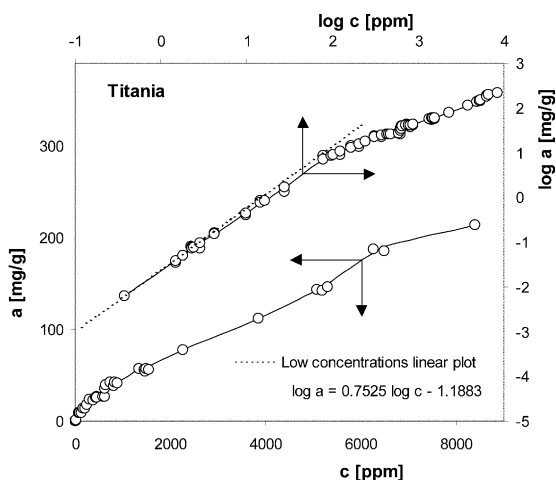 log c [ppm]
-1 0 1 2 3 4
Titania
300
200
100
0
a [mg/g]
3
2
1
0
-1
-2
-3
-4
-5
log a [mg/g]
Low concentrations linear plot
log a = 0.7525 log c - 1.1883
0 2000 4000 6000 8000
c [ppm]